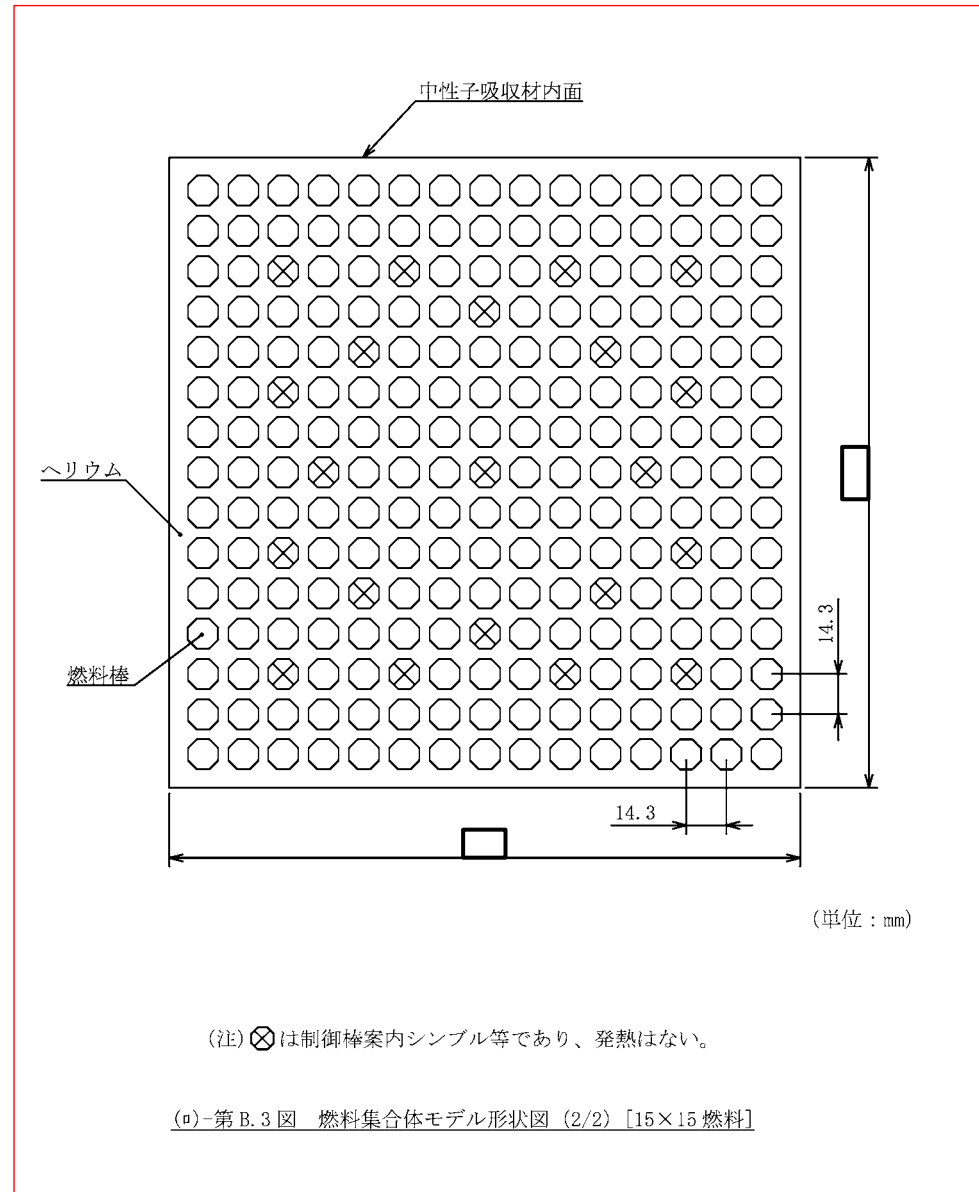 中性子吸収材内面
ヘリウム
燃料棒
14.3
14.3
(単位：mm)
(注)⊗は制御棒案内シンブル等であり、発熱はない。
(ロ)-第B.3図　燃料集合体モデル形状図 (2/2) [15×15燃料]